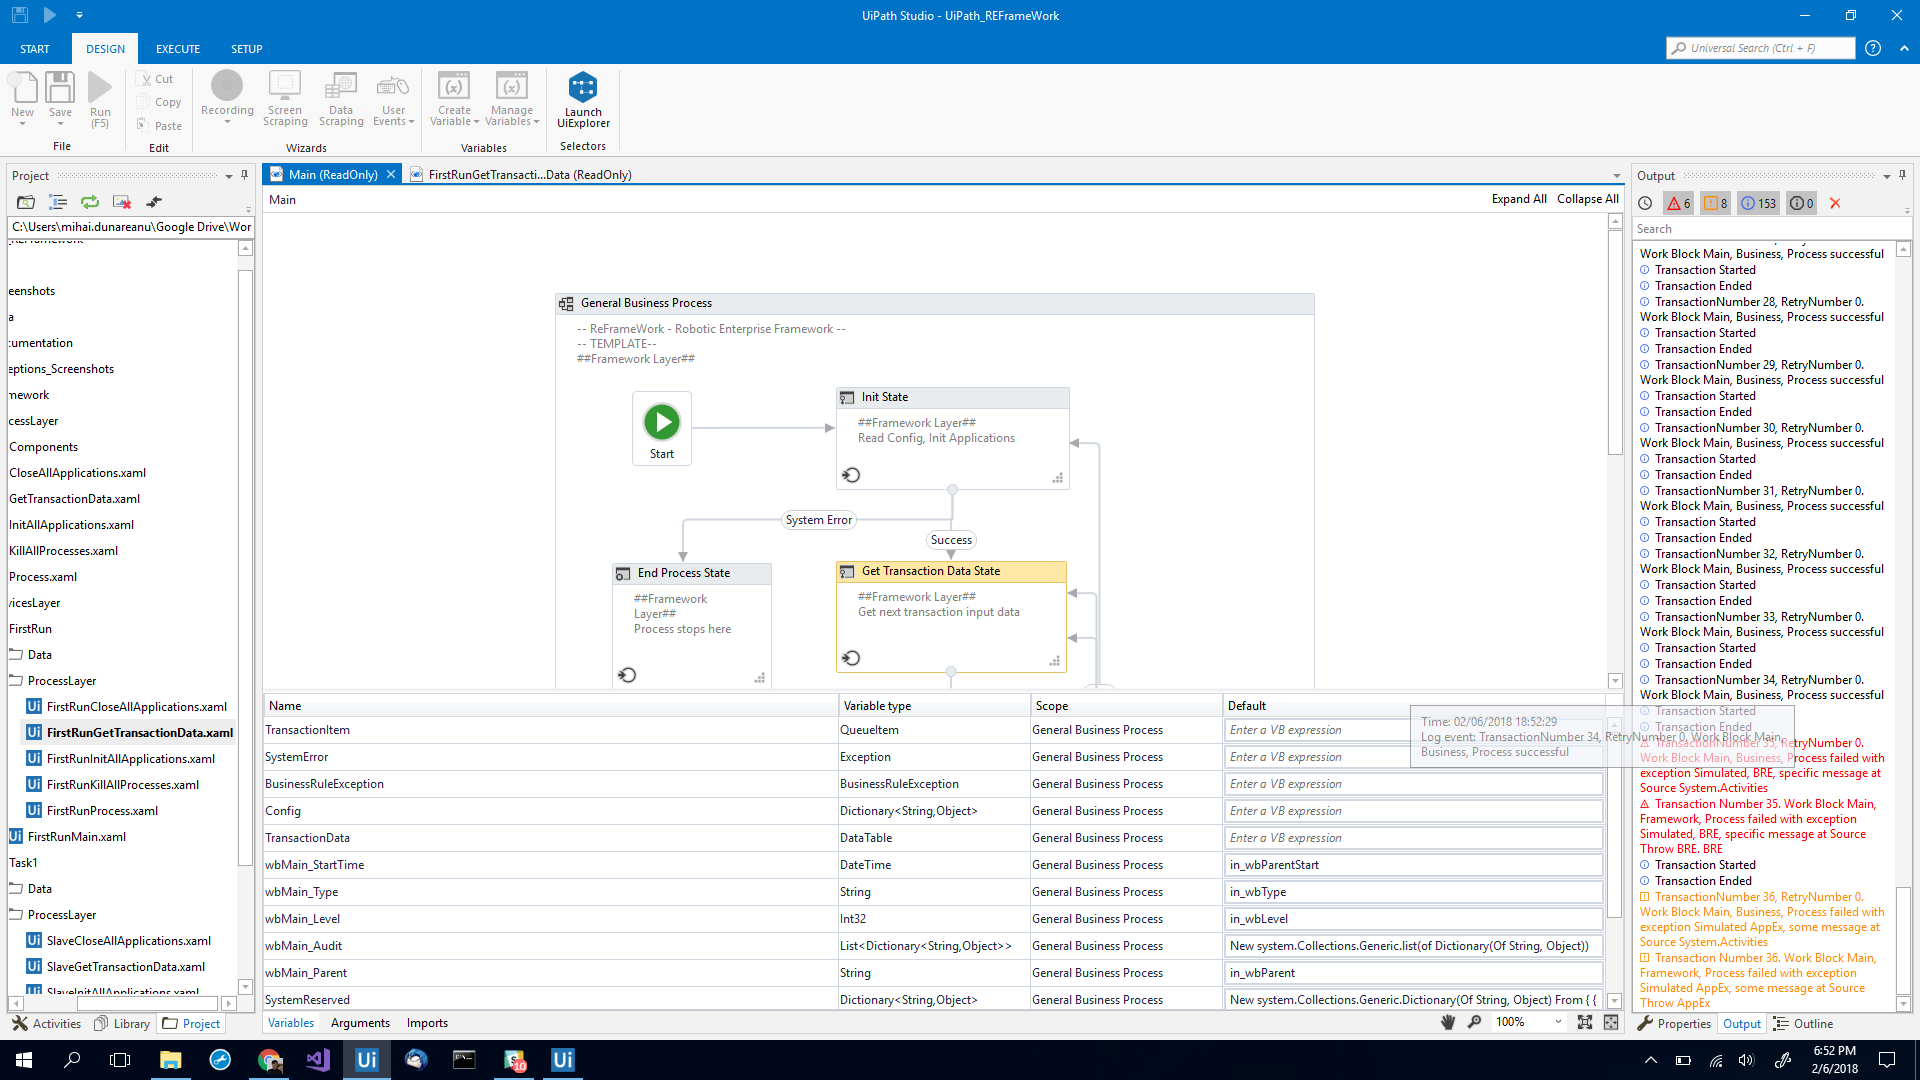 UiPath Studio - UiPath_REFrameWork
START
DESIGN
EXECUTE
SETUP
Universal Search (Ctrl + F)
New
Save
Run
(F5)
File
Cut
Copy
Paste
Edit
Recording
Screen
Scraping
Data
Scraping
User
Events
Wizards
Create
Variable
Manage
Variables
Variables
Launch
UiExplorer
Selectors
Project
C:\Users\mihai.dunareanu\Google Drive\Wor
eenshots
a
cumentation
eptions_Screenshots
mework
cessLayer
Components
CloseAllApplications.xaml
GetTransactionData.xaml
InitAllApplications.xaml
KillAllProcesses.xaml
Process.xaml
vicesLayer
FirstRun
Data
ProcessLayer
FirstRunCloseAllApplications.xaml
FirstRunGetTransactionData.xaml
FirstRunInitAllApplications.xaml
FirstRunKillAllProcesses.xaml
FirstRunProcess.xaml
FirstRunMain.xaml
Task1
Data
ProcessLayer
SlaveCloseAllApplications.xaml
SlaveGetTransactionData.xaml
SlaveInitAllApplications.xaml
Activities
Library
Project
Main (ReadOnly)
FirstRunGetTransacti...Data (ReadOnly)
Main
Expand All
Collapse All
General Business Process
-- ReFrameWork - Robotic Enterprise Framework --
-- TEMPLATE--
##Framework Layer##
Start
Init State
##Framework Layer##
Read Config, Init Applications
System Error
Success
End Process State
##Framework
Layer##
Process stops here
Get Transaction Data State
##Framework Layer##
Get next transaction input data
Name Variable type Scope Default
TransactionItem QueueItem General Business Process Enter a VB expression
SystemError Exception General Business Process Enter a VB expression
BusinessRuleException BusinessRuleException General Business Process Enter a VB expression
Config Dictionary<String,Object> General Business Process Enter a VB expression
TransactionData DataTable General Business Process Enter a VB expression
wbMain_StartTime DateTime General Business Process in_wbParentStart
wbMain_Type String General Business Process in_wbType
wbMain_Level Int32 General Business Process in_wbLevel
wbMain_Audit List<Dictionary<String,Object>> General Business Process New system.Collections.Generic.list(of Dictionary(Of String, Object))
wbMain_Parent String General Business Process in_wbParent
SystemReserved Dictionary<String,Object> General Business Process New system.Collections.Generic.Dictionary(Of String, Object) From { {
Variables
Arguments
Imports
100%
Output
6
8
153
0
Search
Work Block Main, Business, Process successful
Transaction Started
Transaction Ended
TransactionNumber 28, RetryNumber 0.
Work Block Main, Business, Process successful
Transaction Started
Transaction Ended
TransactionNumber 29, RetryNumber 0.
Work Block Main, Business, Process successful
Transaction Started
Transaction Ended
TransactionNumber 30, RetryNumber 0.
Work Block Main, Business, Process successful
Transaction Started
Transaction Ended
TransactionNumber 31, RetryNumber 0.
Work Block Main, Business, Process successful
Transaction Started
Transaction Ended
TransactionNumber 32, RetryNumber 0.
Work Block Main, Business, Process successful
Transaction Started
Transaction Ended
TransactionNumber 33, RetryNumber 0.
Work Block Main, Business, Process successful
Transaction Started
Transaction Ended
TransactionNumber 34, RetryNumber 0.
Work Block Main, Business, Process successful
Transaction Started
Transaction Ended
TransactionNumber 35, RetryNumber 0.
Work Block Main, Business, Process failed with
exception Simulated, BRE, specific message at
Source System.Activities
Transaction Number 35. Work Block Main,
Framework, Process failed with exception
Simulated, BRE, specific message at Source
Throw BRE. BRE
Transaction Started
Transaction Ended
TransactionNumber 36, RetryNumber 0.
Work Block Main, Business, Process failed with
exception Simulated AppEx, some message at
Source System.Activities
Transaction Number 36. Work Block Main,
Framework, Process failed with exception
Simulated AppEx, some message at Source
Throw AppEx
Time: 02/06/2018 18:52:29
Log event: TransactionNumber 34, RetryNumber 0, Work Block Main,
Business, Process successful
Properties
Output
Outline
Ui
10
Ui
6:52 PM
2/6/2018